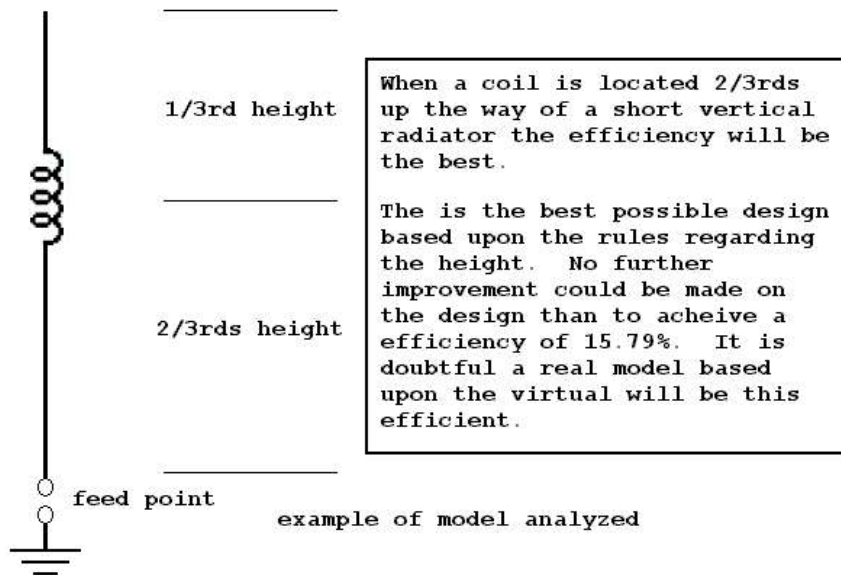 1/3rd height
When a coil is located 2/3rds
up the way of a short vertical
radiator the efficiency will be
the best.
The is the best possible design
based upon the rules regarding
the height.  No further
improvement could be made on
the design than to acheive a
efficiency of 15.79%.  It is
doubtful a real model based
upon the virtual will be this
efficient.
2/3rds height
feed point
example of model analyzed